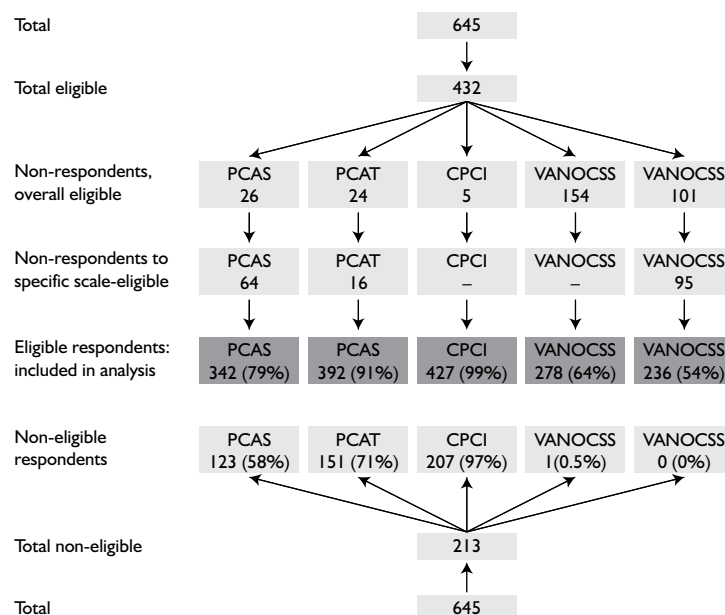 Total
645
Total eligible
432
Non-respondents,
overall eligible
PCAS
26
PCAT
24
CPCI
5
VANOCSS
154
VANOCSS
101
Non-respondents to
specific scale-eligible
PCAS
64
PCAT
16
CPCI
–
VANOCSS
–
VANOCSS
95
Eligible respondents:
included in analysis
PCAS
342 (79%)
PCAS
392 (91%)
CPCI
427 (99%)
VANOCSS
278 (64%)
VANOCSS
236 (54%)
Non-eligible
respondents
PCAS
123 (58%)
PCAT
151 (71%)
CPCI
207 (97%)
VANOCSS
1(0.5%)
VANOCSS
0 (0%)
Total non-eligible
213
Total
645